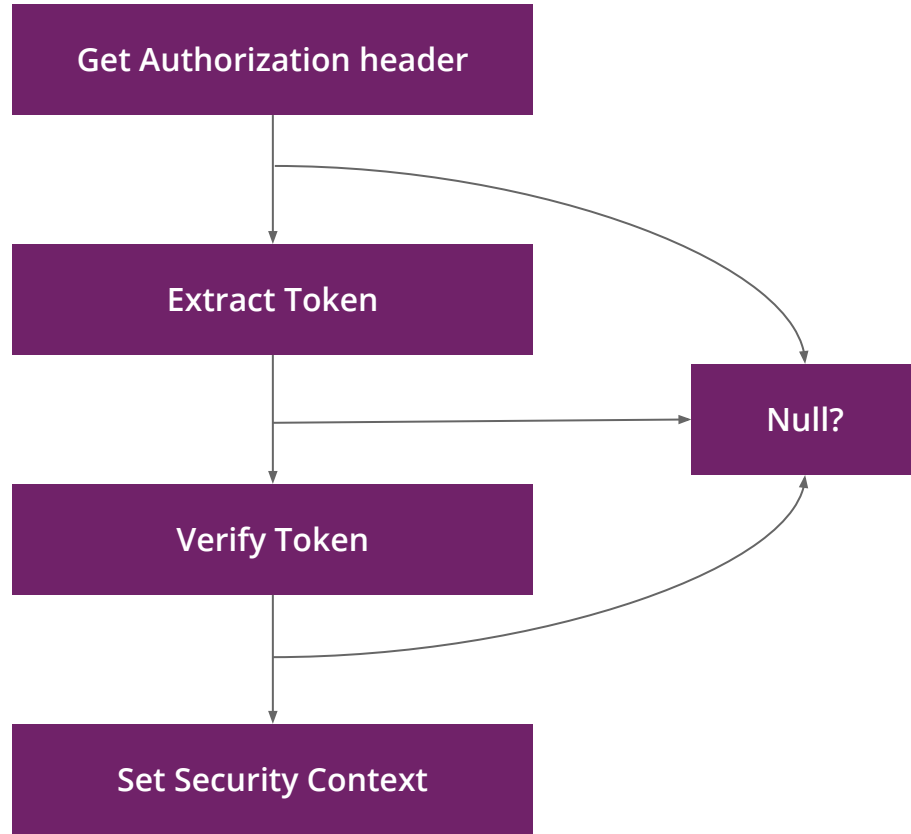 Get Authorization header
Extract Token
Null?
Verify Token
Set Security Context